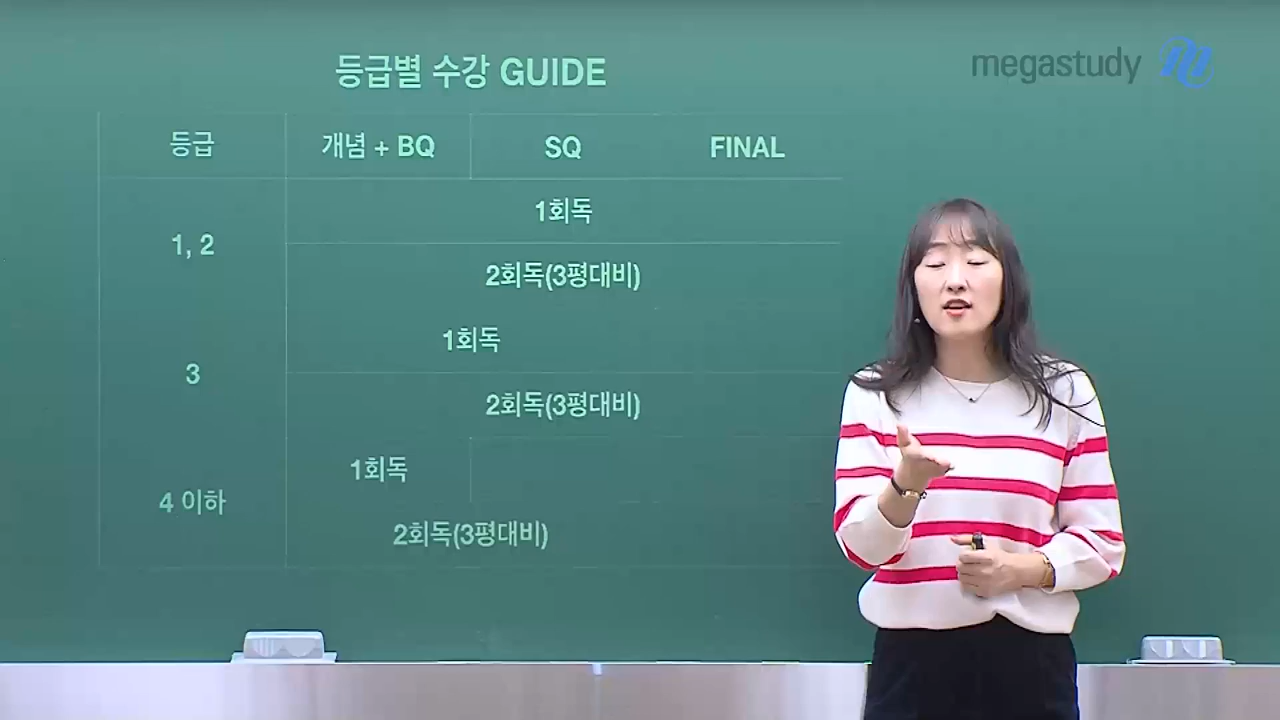 megastudy
등급별 수강 GUIDE
등급 개념 + BQ SQ FINAL
1, 2
1회독
2회독(3평대비)
3
1회독
2회독(3평대비)
4 이하
1회독
2회독(3평대비)